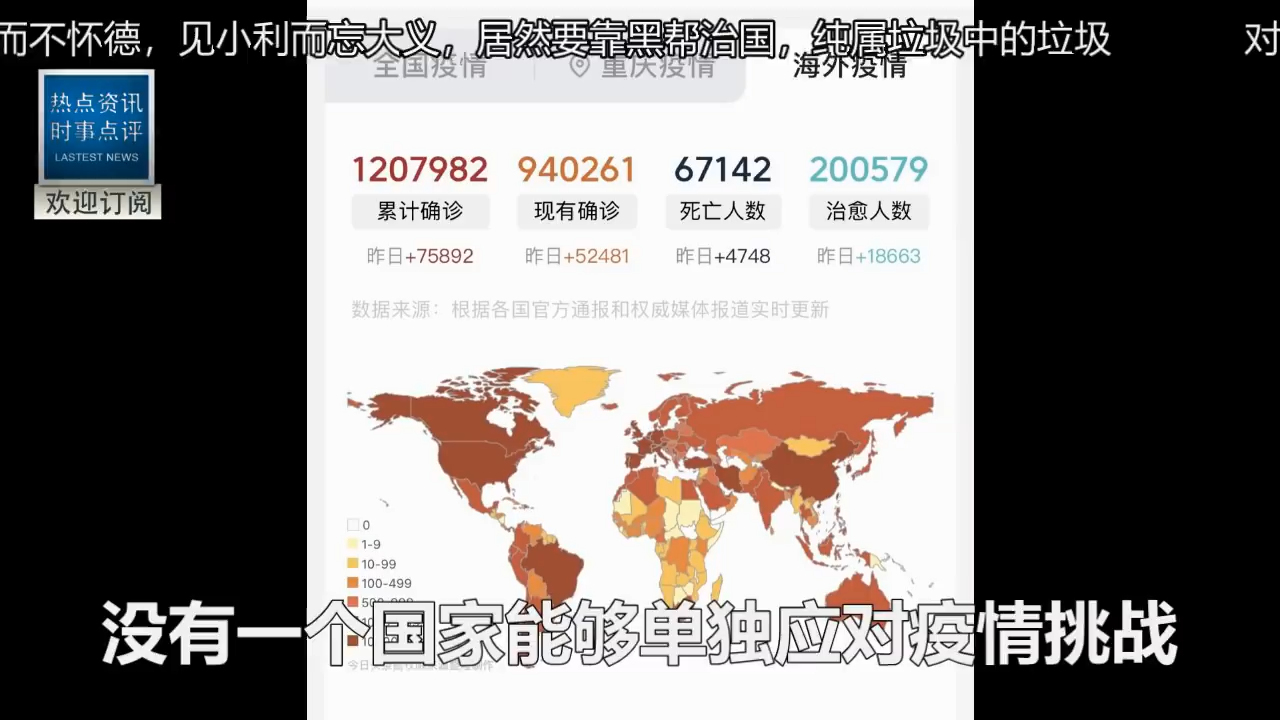 而不怀德，见小利而忘大义，居然要靠黑帮治国，纯属垃圾中的垃圾 对
全国疫情 重庆疫情 海外疫情
热点资讯
时事点评
LASTEST NEWS
欢迎订阅
1207982 940261 67142 200579
累计确诊 现有确诊 死亡人数 治愈人数
昨日+75892 昨日+52481 昨日+4748 昨日+18663
数据来源：根据各国官方通报和权威媒体报道实时更新
0
1-9
10-99
100-499
没有一个国家能够单独应对疫情挑战